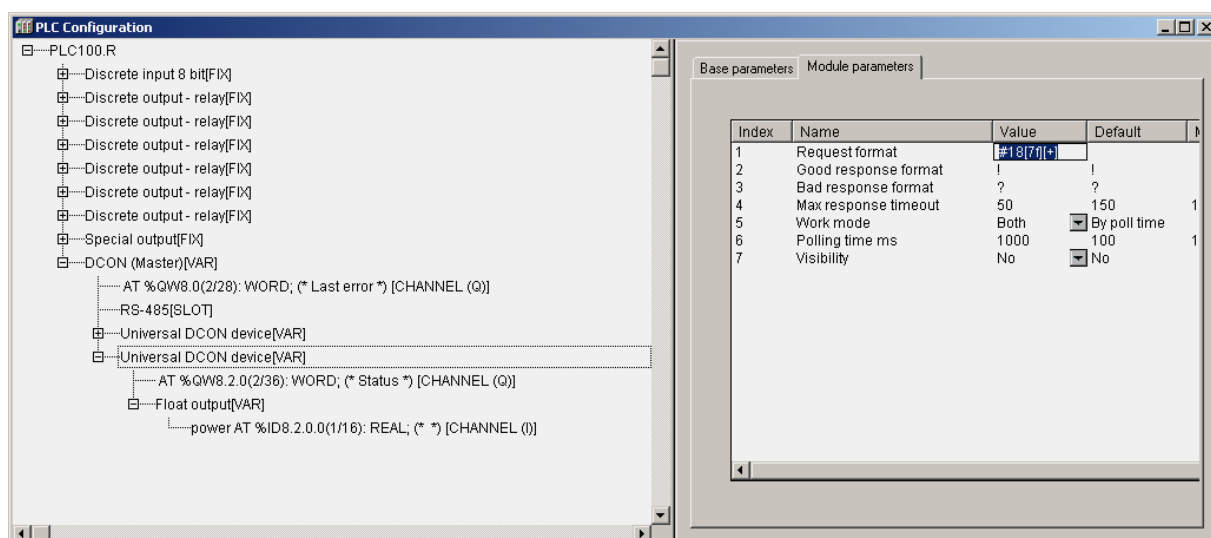 PLC Configuration
PLC100.R
Discrete input 8 bit[FIX]
Discrete output - relay[FIX]
Discrete output - relay[FIX]
Discrete output - relay[FIX]
Discrete output - relay[FIX]
Discrete output - relay[FIX]
Discrete output - relay[FIX]
Special output[FIX]
DCON (Master)[VAR]
AT %QW8.0(2/28): WORD; (* Last error *) [CHANNEL (Q)]
RS-485[SLOT]
Universal DCON device[VAR]
Universal DCON device[VAR]
AT %QW8.2.0(2/36): WORD; (* Status *) [CHANNEL (Q)]
Float output[VAR]
power AT %ID8.2.0.0(1/16): REAL; (* *) [CHANNEL (I)]
Base parameters Module parameters
Index Name Value Default
1 Request format #18[7f][+]
2 Good response format ! !
3 Bad response format ? ?
4 Max response timeout 50 150 1
5 Work mode Both By poll time
6 Polling time ms 1000 100 1
7 Visibility No No